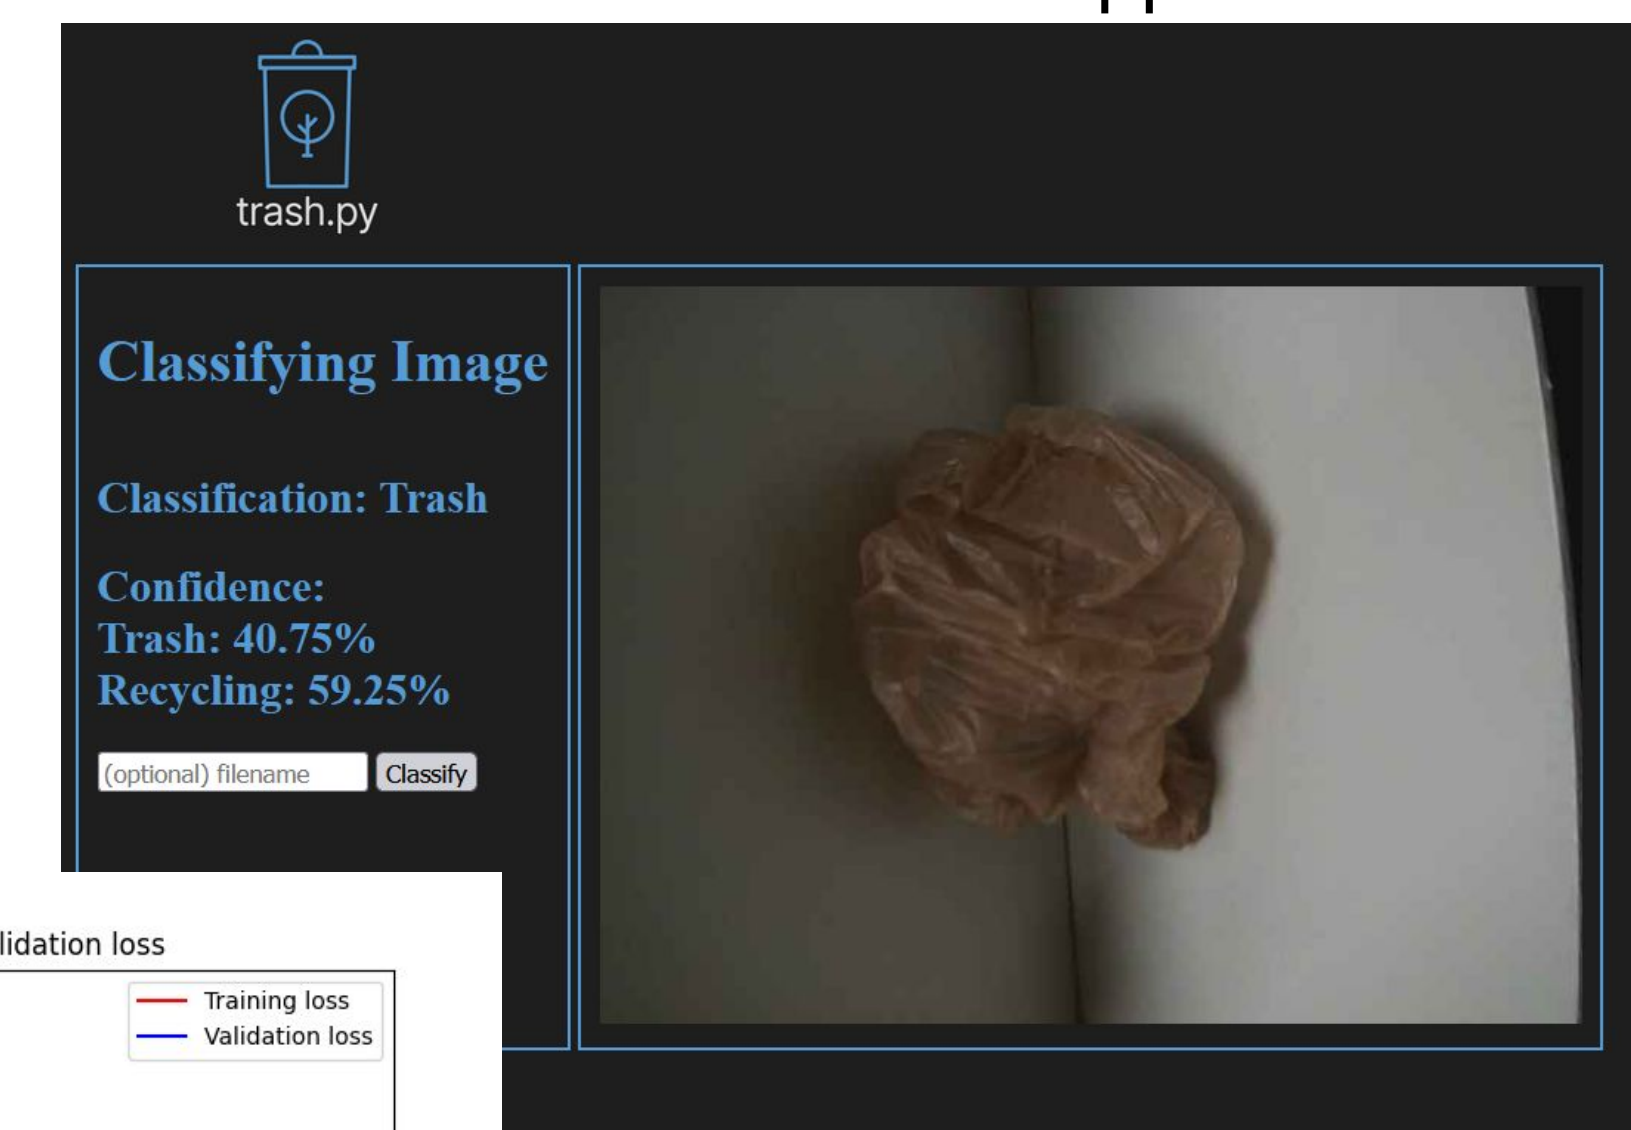 trash.py
Classifying Image
Classification: Trash
Confidence:
Trash: 40.75%
Recycling: 59.25%
(optional) filename
Classify
lidation loss
Training loss
Validation loss